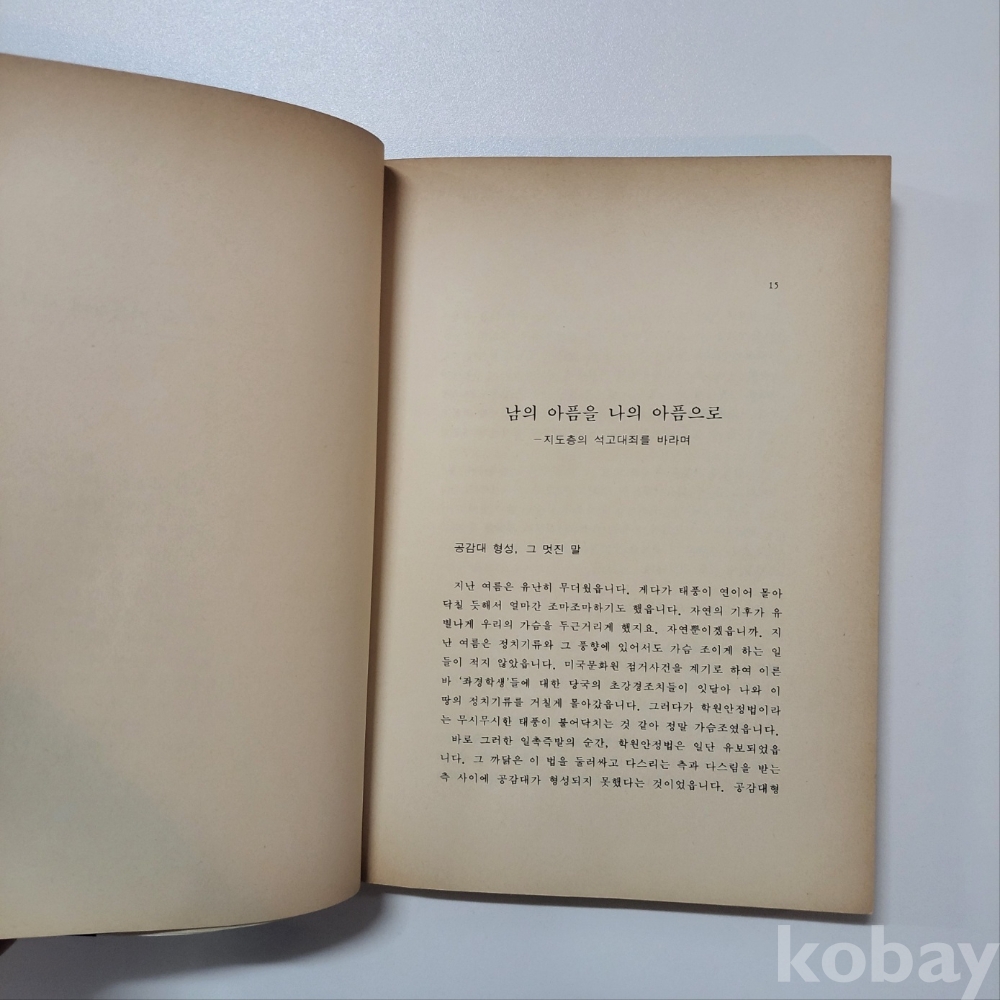 15
남의 아픔을 나의 아픔으로
—지도층의 석고대죄를 바라며
공감대 형성, 그 멋진 말
지난 여름은 유난히 무더웠읍니다. 게다가 태풍이 연이어 몰아
닥칠 듯해서 얼마간 조마조마하기도 했읍니다. 자연의 기후가 유
별나게 우리의 가슴을 두근거리게 했지요. 자연뿐이겠읍니까. 지
난 여름은 정치기류와 그 풍향에 있어서도 가슴 조이게 하는 일
들이 적지 않았읍니다. 미국문화원 점거사건을 계기로 하여 이른
바 '좌경학생'들에 대한 당국의 초강경조치들이 잇달아 나와 이
땅의 정치기류를 거칠게 몰아갔읍니다. 그러다가 학원안정법이라
는 무시무시한 태풍이 불어닥치는 것 같아 정말 가슴조였읍니다.
바로 그러한 일촉즉발의 순간, 학원안정법은 일단 유보되었읍
니다. 그 까닭은 이 법을 둘러싸고 다스리는 측과 다스림을 받는
측 사이에 공감대가 형성되지 못했다는 것이었읍니다. 공감대형
kobay